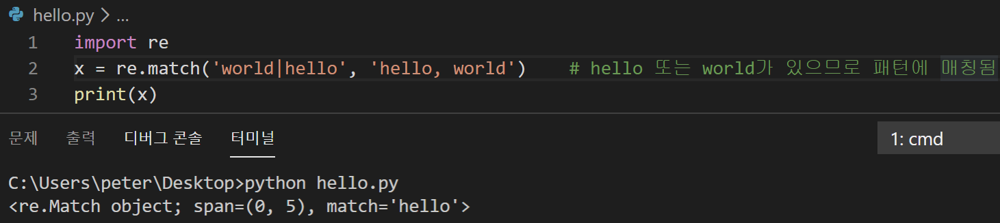 hello.py > ...
1 import re
2 x = re.match('world|hello', 'hello, world')    # hello 또는 world가 있으므로 패턴에 매칭됨
3 print(x)
문제 출력 디버그 콘솔 터미널 1: cmd
C:\Users\peter\Desktop>python hello.py
<re.Match object; span=(0, 5), match='hello'>